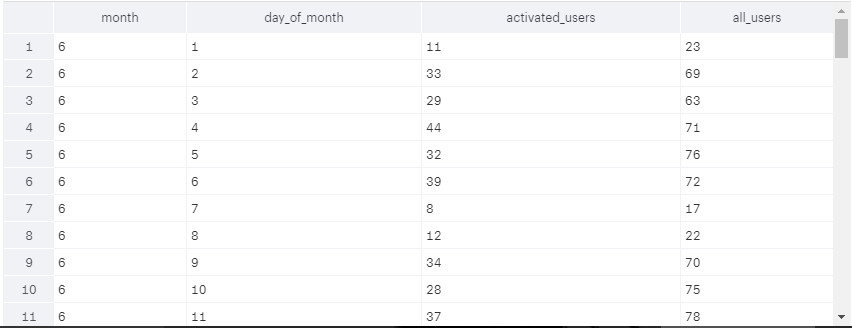 month day_of_month activated_users all_users
1 6 1 11 23
2 6 2 33 69
3 6 3 29 63
4 6 4 44 71
5 6 5 32 76
6 6 6 39 72
7 6 7 8 17
8 6 8 12 22
9 6 9 34 70
10 6 10 28 75
11 6 11 37 78